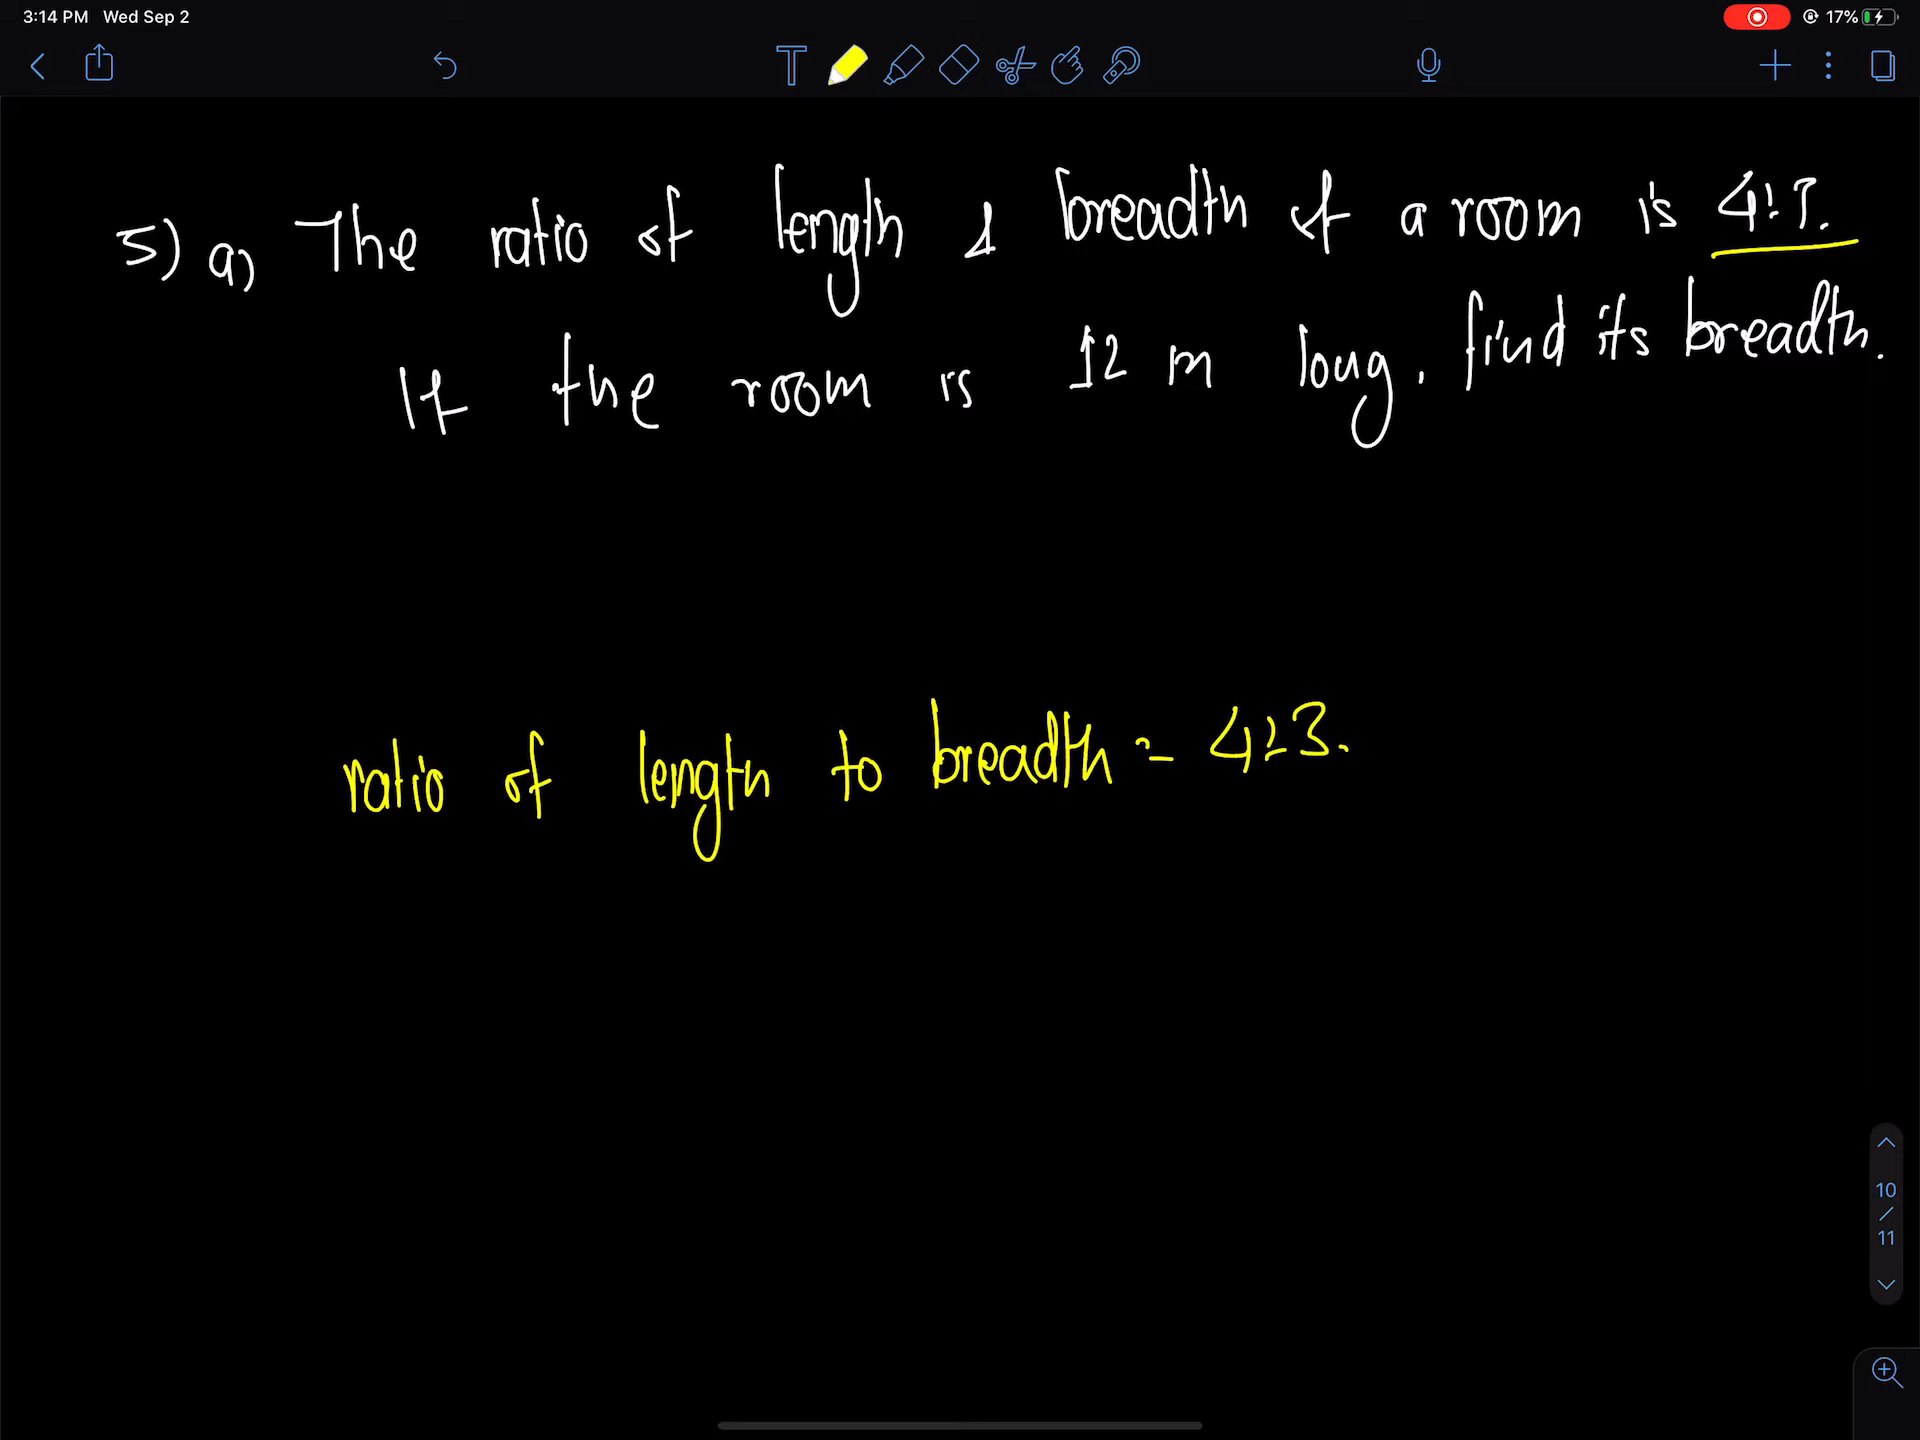 3:14 PM Wed Sep 2
17%
5) a) The ratio of length & breadth of a room is 4:3.
If the room is 12 m long, find its breadth.
ratio of length to breadth = 4:3.
10
/
11